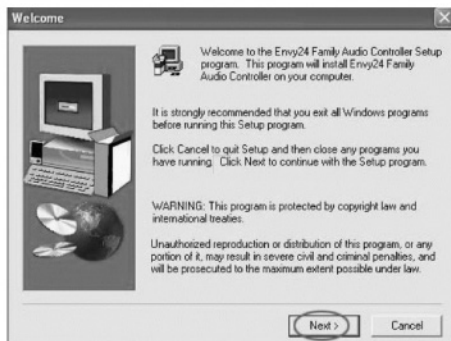 Welcome
Welcome to the Envy24 Family Audio Controller Setup
program. This program will install Envy24 Family
Audio Controller on your computer.
It is strongly recommended that you exit all Windows programs
before running this Setup program.
Click Cancel to quit Setup and then close any programs you
have running. Click Next to continue with the Setup program.
WARNING: This program is protected by copyright law and
international treaties.
Unauthorized reproduction or distribution of this program, or any
portion of it, may result in severe civil and criminal penalties, and
will be prosecuted to the maximum extent possible under law.
Next >
Cancel